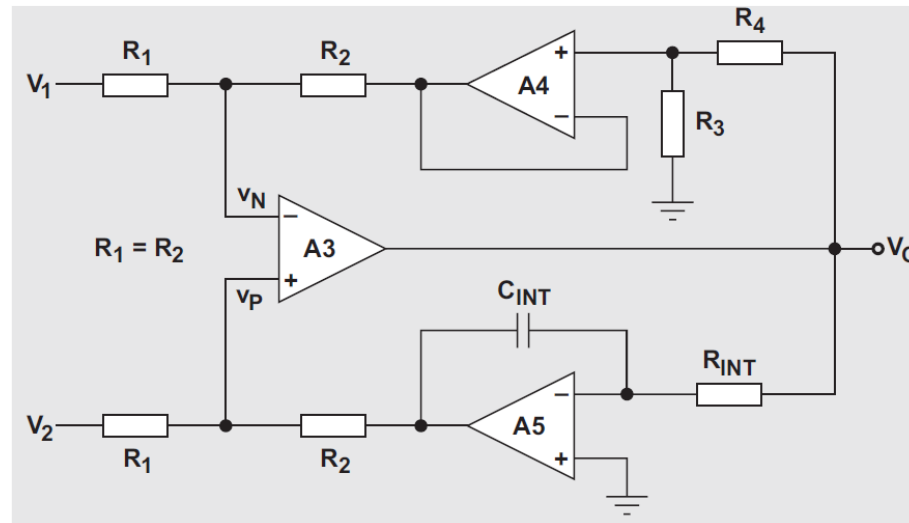 R1
R2
R4
V1
+
A4
−
R3
vN
−
R1 = R2
A3
VO
+
vP
CINT
RINT
−
V2
A5
R1
R2
+